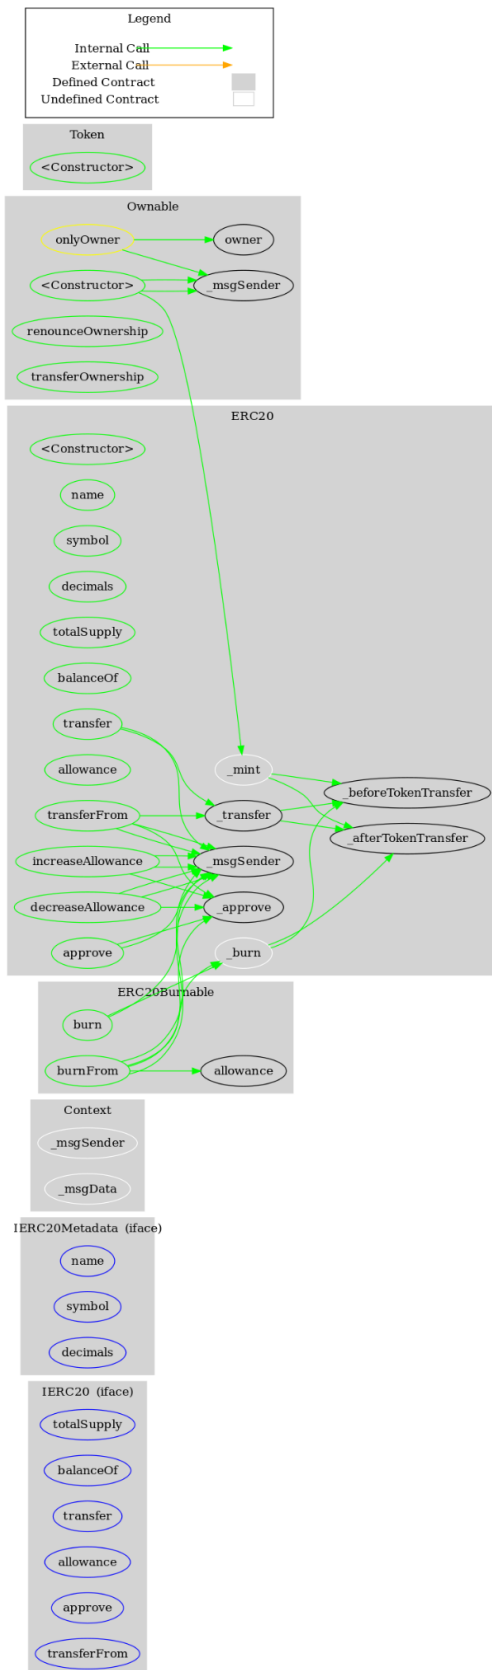 Legend
Internal Call
External Call
Defined Contract
Undefined Contract
Token
<Constructor>
Ownable
onlyOwner
owner
<Constructor>
_msgSender
renounceOwnership
transferOwnership
ERC20
<Constructor>
name
symbol
decimals
totalSupply
balanceOf
transfer
allowance
_mint
_beforeTokenTransfer
transferFrom
_transfer
_afterTokenTransfer
increaseAllowance
_msgSender
decreaseAllowance
_approve
approve
_burn
ERC20Burnable
burn
burnFrom
allowance
Context
_msgSender
_msgData
IERC20Metadata (iface)
name
symbol
decimals
IERC20 (iface)
totalSupply
balanceOf
transfer
allowance
approve
transferFrom